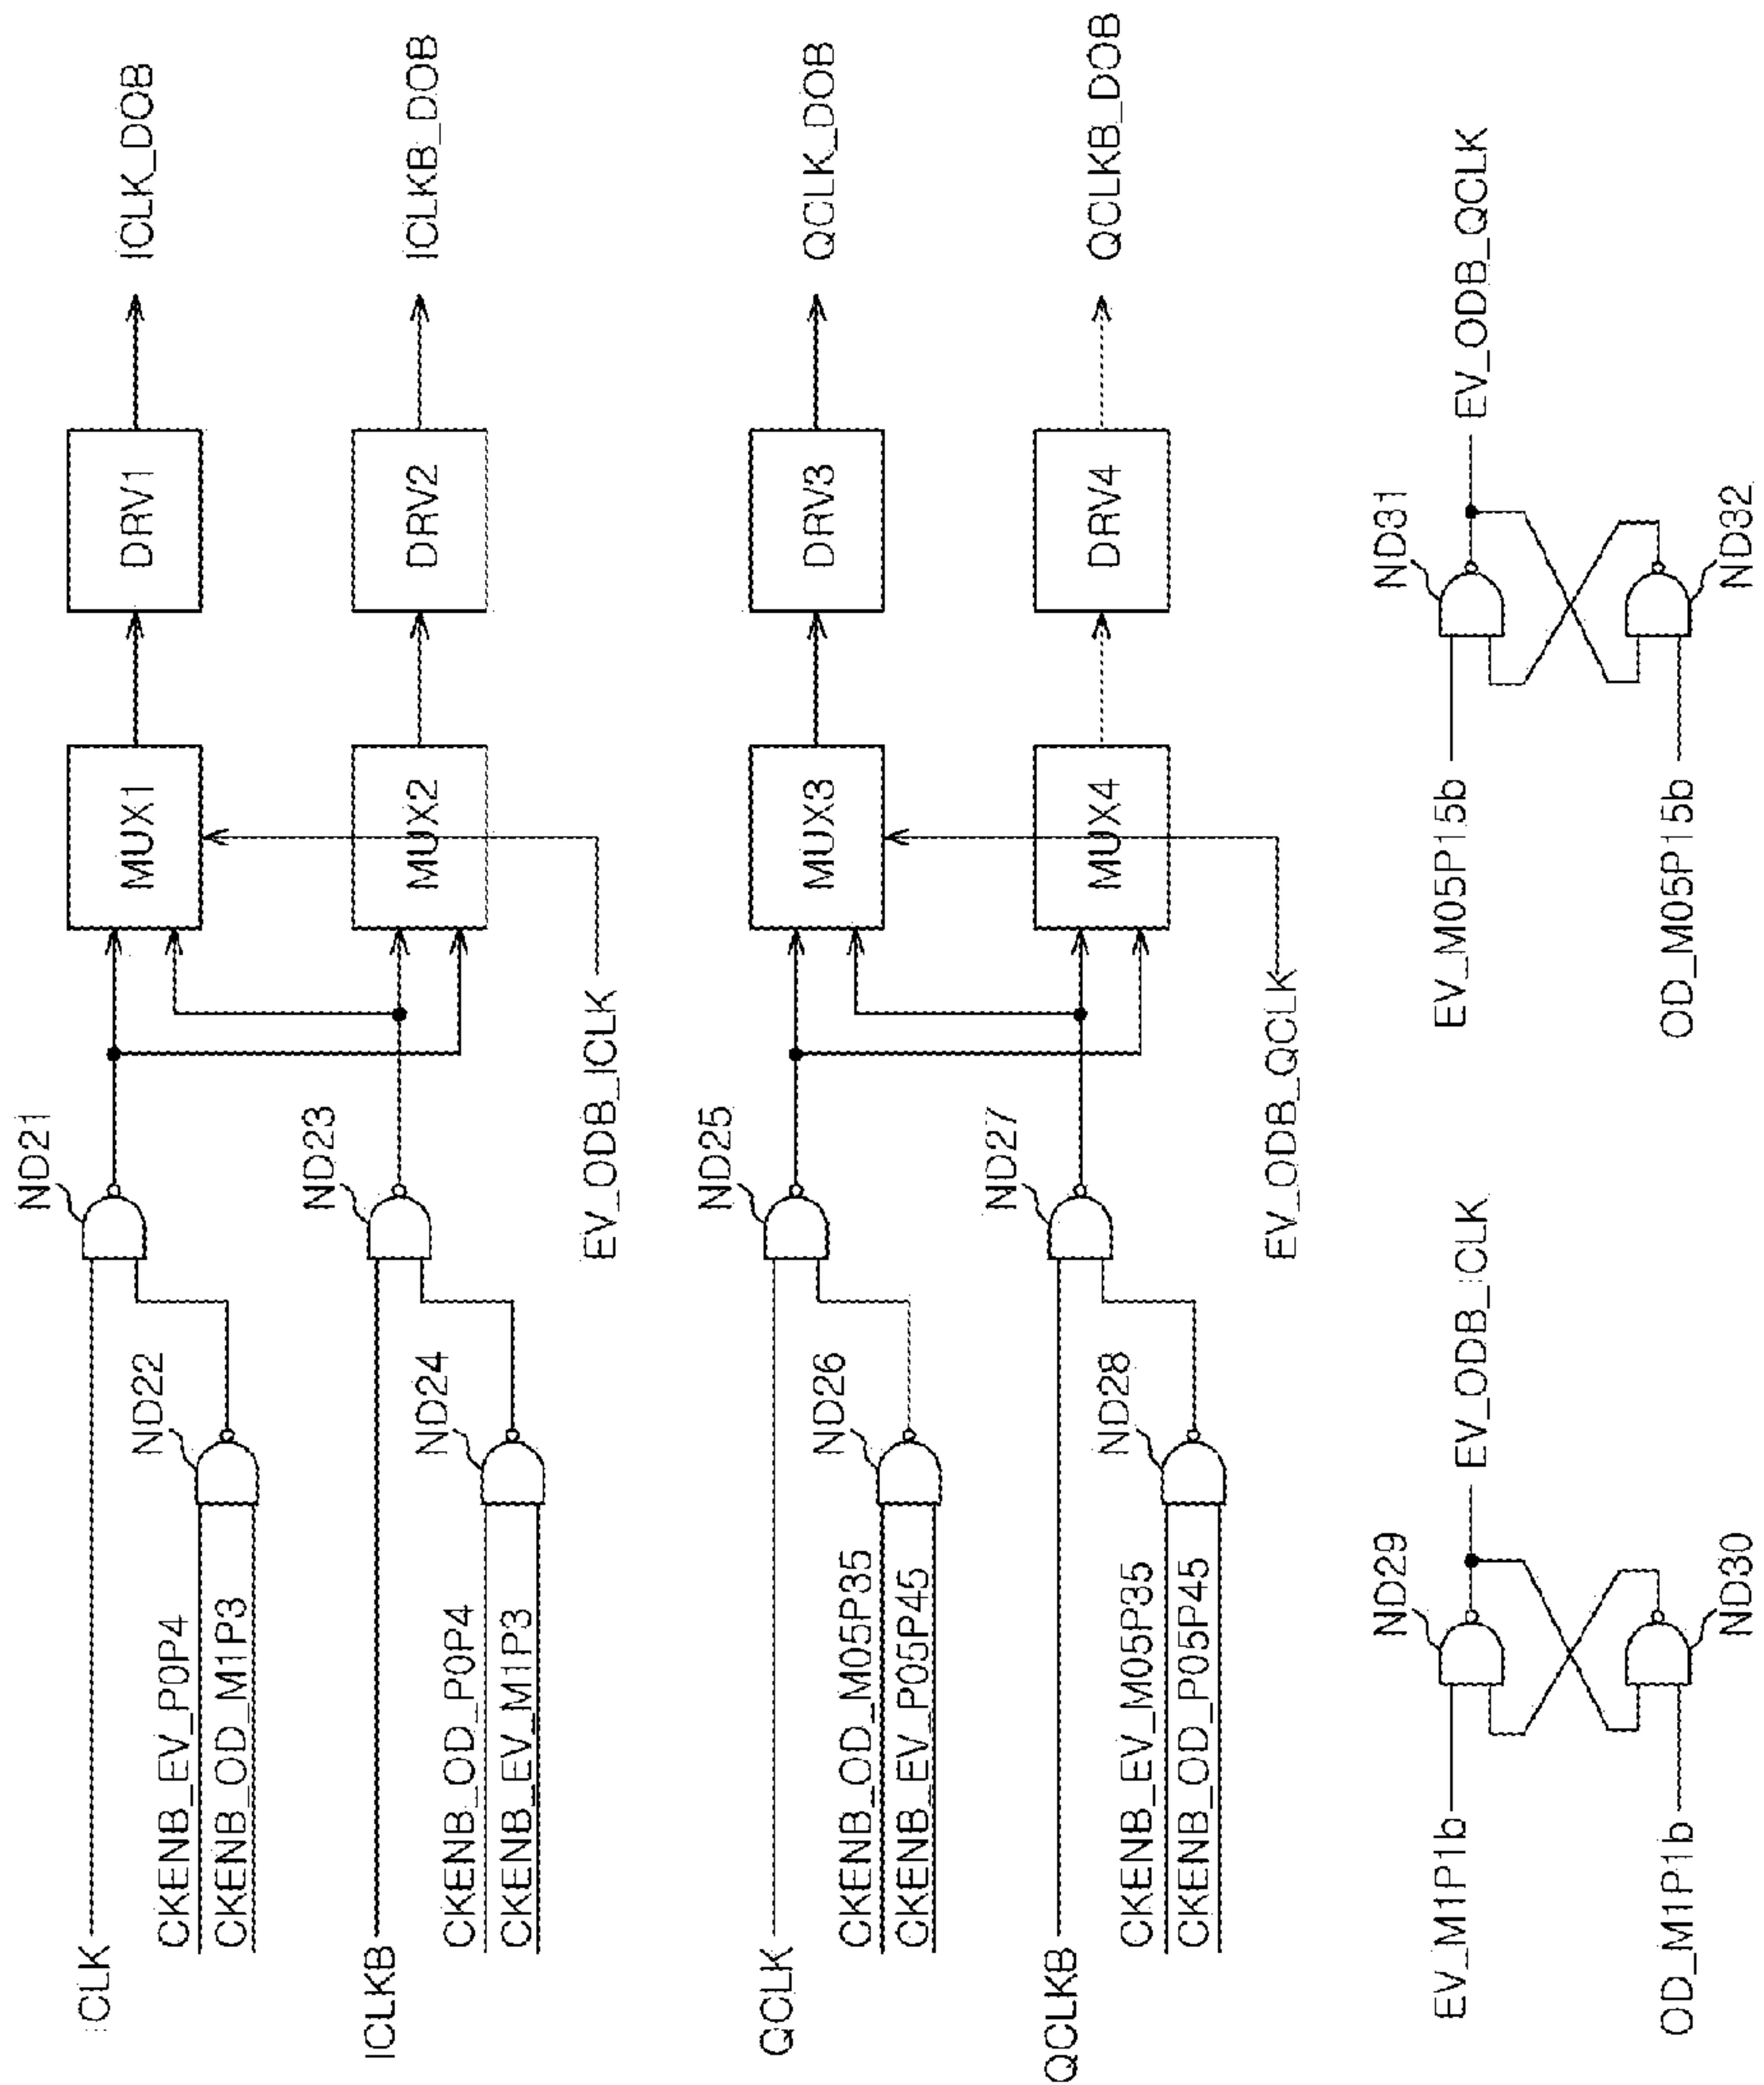 ICLK
CKENB_EV_P0P4
CKENB_OD_M1P3
ND22
ND21
MUX1
DRV1
ICLK_DOB
ICLKB
CKENB_OD_P0P4
CKENB_EV_M1P3
ND24
ND23
MUX2
DRV2
ICLKB_DOB
EV_ODB_ICLK
QCLK
CKENB_OD_M05P35
CKENB_EV_P05P45
ND26
ND25
MUX3
DRV3
QCLK_DOB
QCLKB
CKENB_EV_M05P35
CKENB_OD_P05P45
ND28
ND27
MUX4
DRV4
QCLKB_DOB
EV_ODB_QCLK
EV_M1P1b
OD_M1P1b
ND29
ND30
EV_ODB_ICLK
EV_M05P15b
OD_M05P15b
ND31
ND32
EV_ODB_QCLK